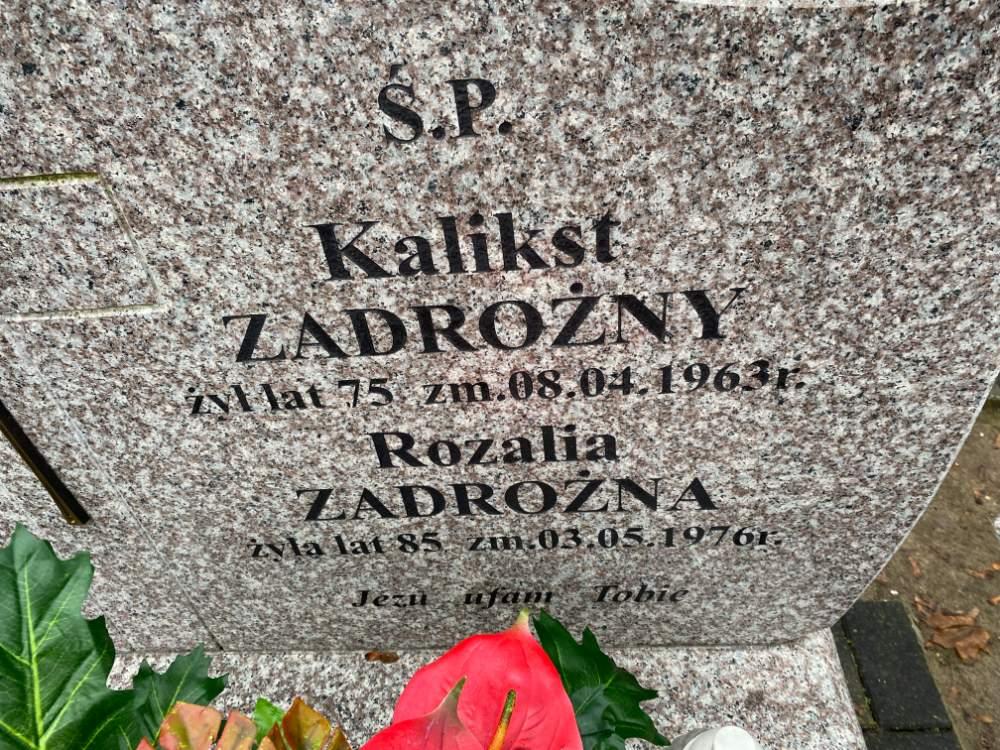 Ś.P.
Kalikst
ZADROŻNY
żył lat 75 zm.08.04.1963r.
Rozalia
ZADROŻNA
żyła lat 85 zm.03.05.1976r.
Jezu ufam Tobie